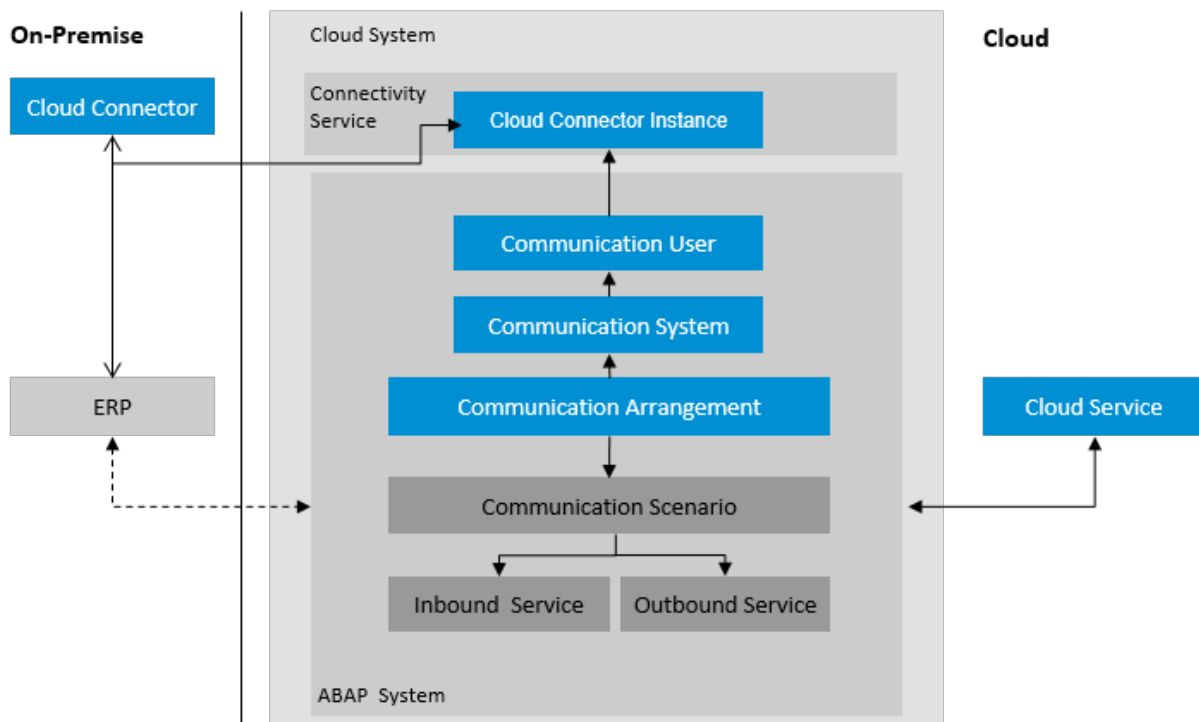 On-Premise
Cloud System
Cloud
Cloud Connector
Connectivity
Service
Cloud Connector Instance
Communication User
Communication System
ERP
Communication Arrangement
Cloud Service
Communication Scenario
Inbound Service
Outbound Service
ABAP System